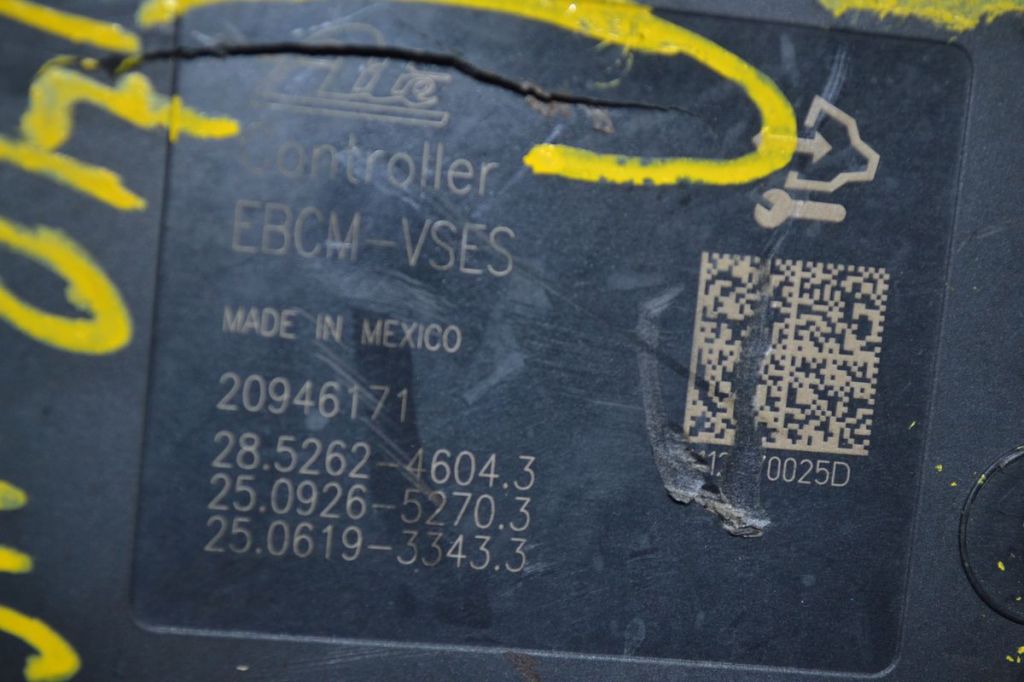 Ate
Controller
EBCM-VSES
MADE IN MEXICO
20946171
28.5262-4604.3
25.0926-5270.3
25.0619-3343.3